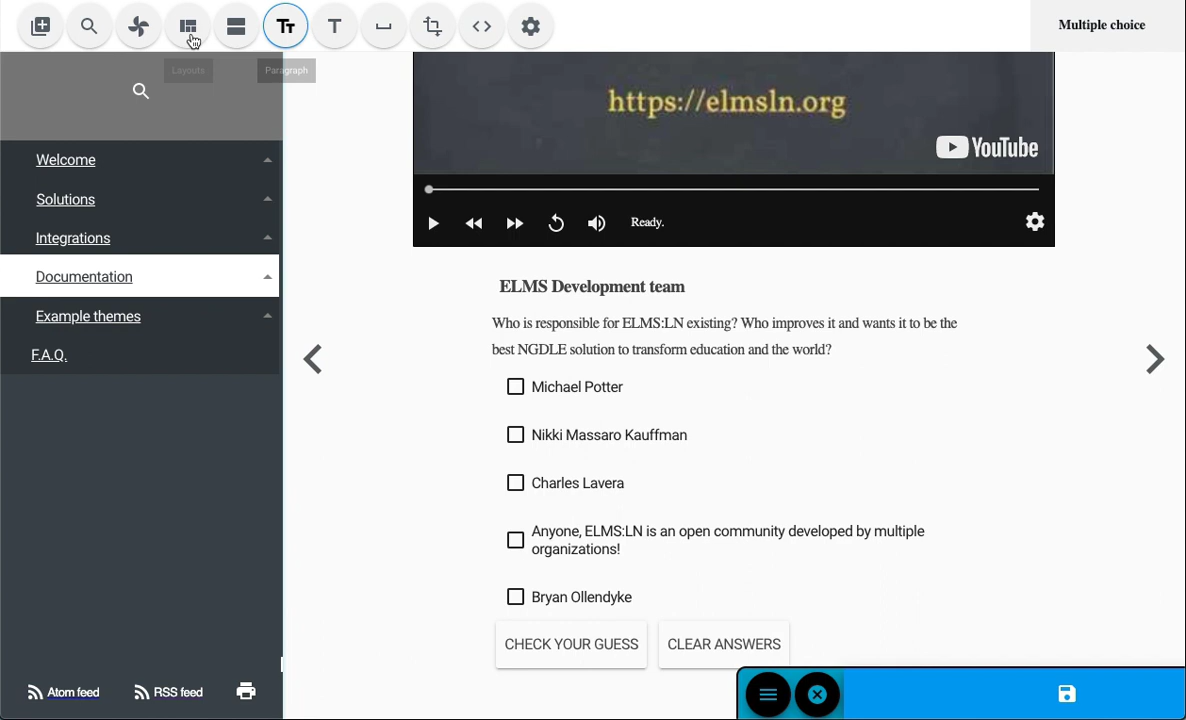 Multiple choice
Layouts
Paragraph
Welcome
Solutions
Integrations
Documentation
Example themes
F.A.Q.
Atom feed
RSS feed
https://elmsln.org
YouTube
Ready.
ELMS Development team
Who is responsible for ELMS:LN existing? Who improves it and wants it to be the
best NGDLE solution to transform education and the world?
Michael Potter
Nikki Massaro Kauffman
Charles Lavera
Anyone, ELMS:LN is an open community developed by multiple
organizations!
Bryan Ollendyke
CHECK YOUR GUESS
CLEAR ANSWERS